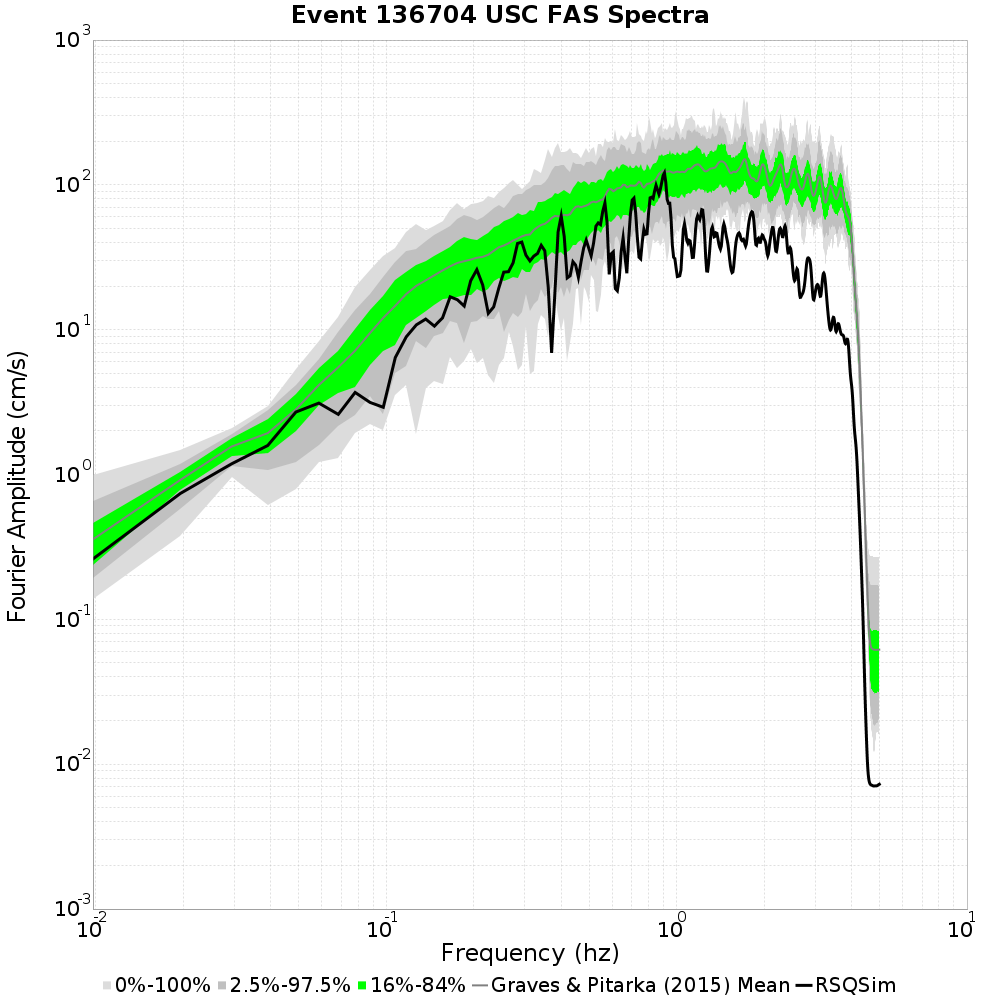 Event 136704 USC FAS Spectra
Fourier Amplitude (cm/s)
10^3
10^2
10^1
10^0
10^-1
10^-2
10^-3
10^-2 10^-1 10^0 10^1
Frequency (hz)
0%-100% 2.5%-97.5% 16%-84% Graves & Pitarka (2015) Mean RSQSim